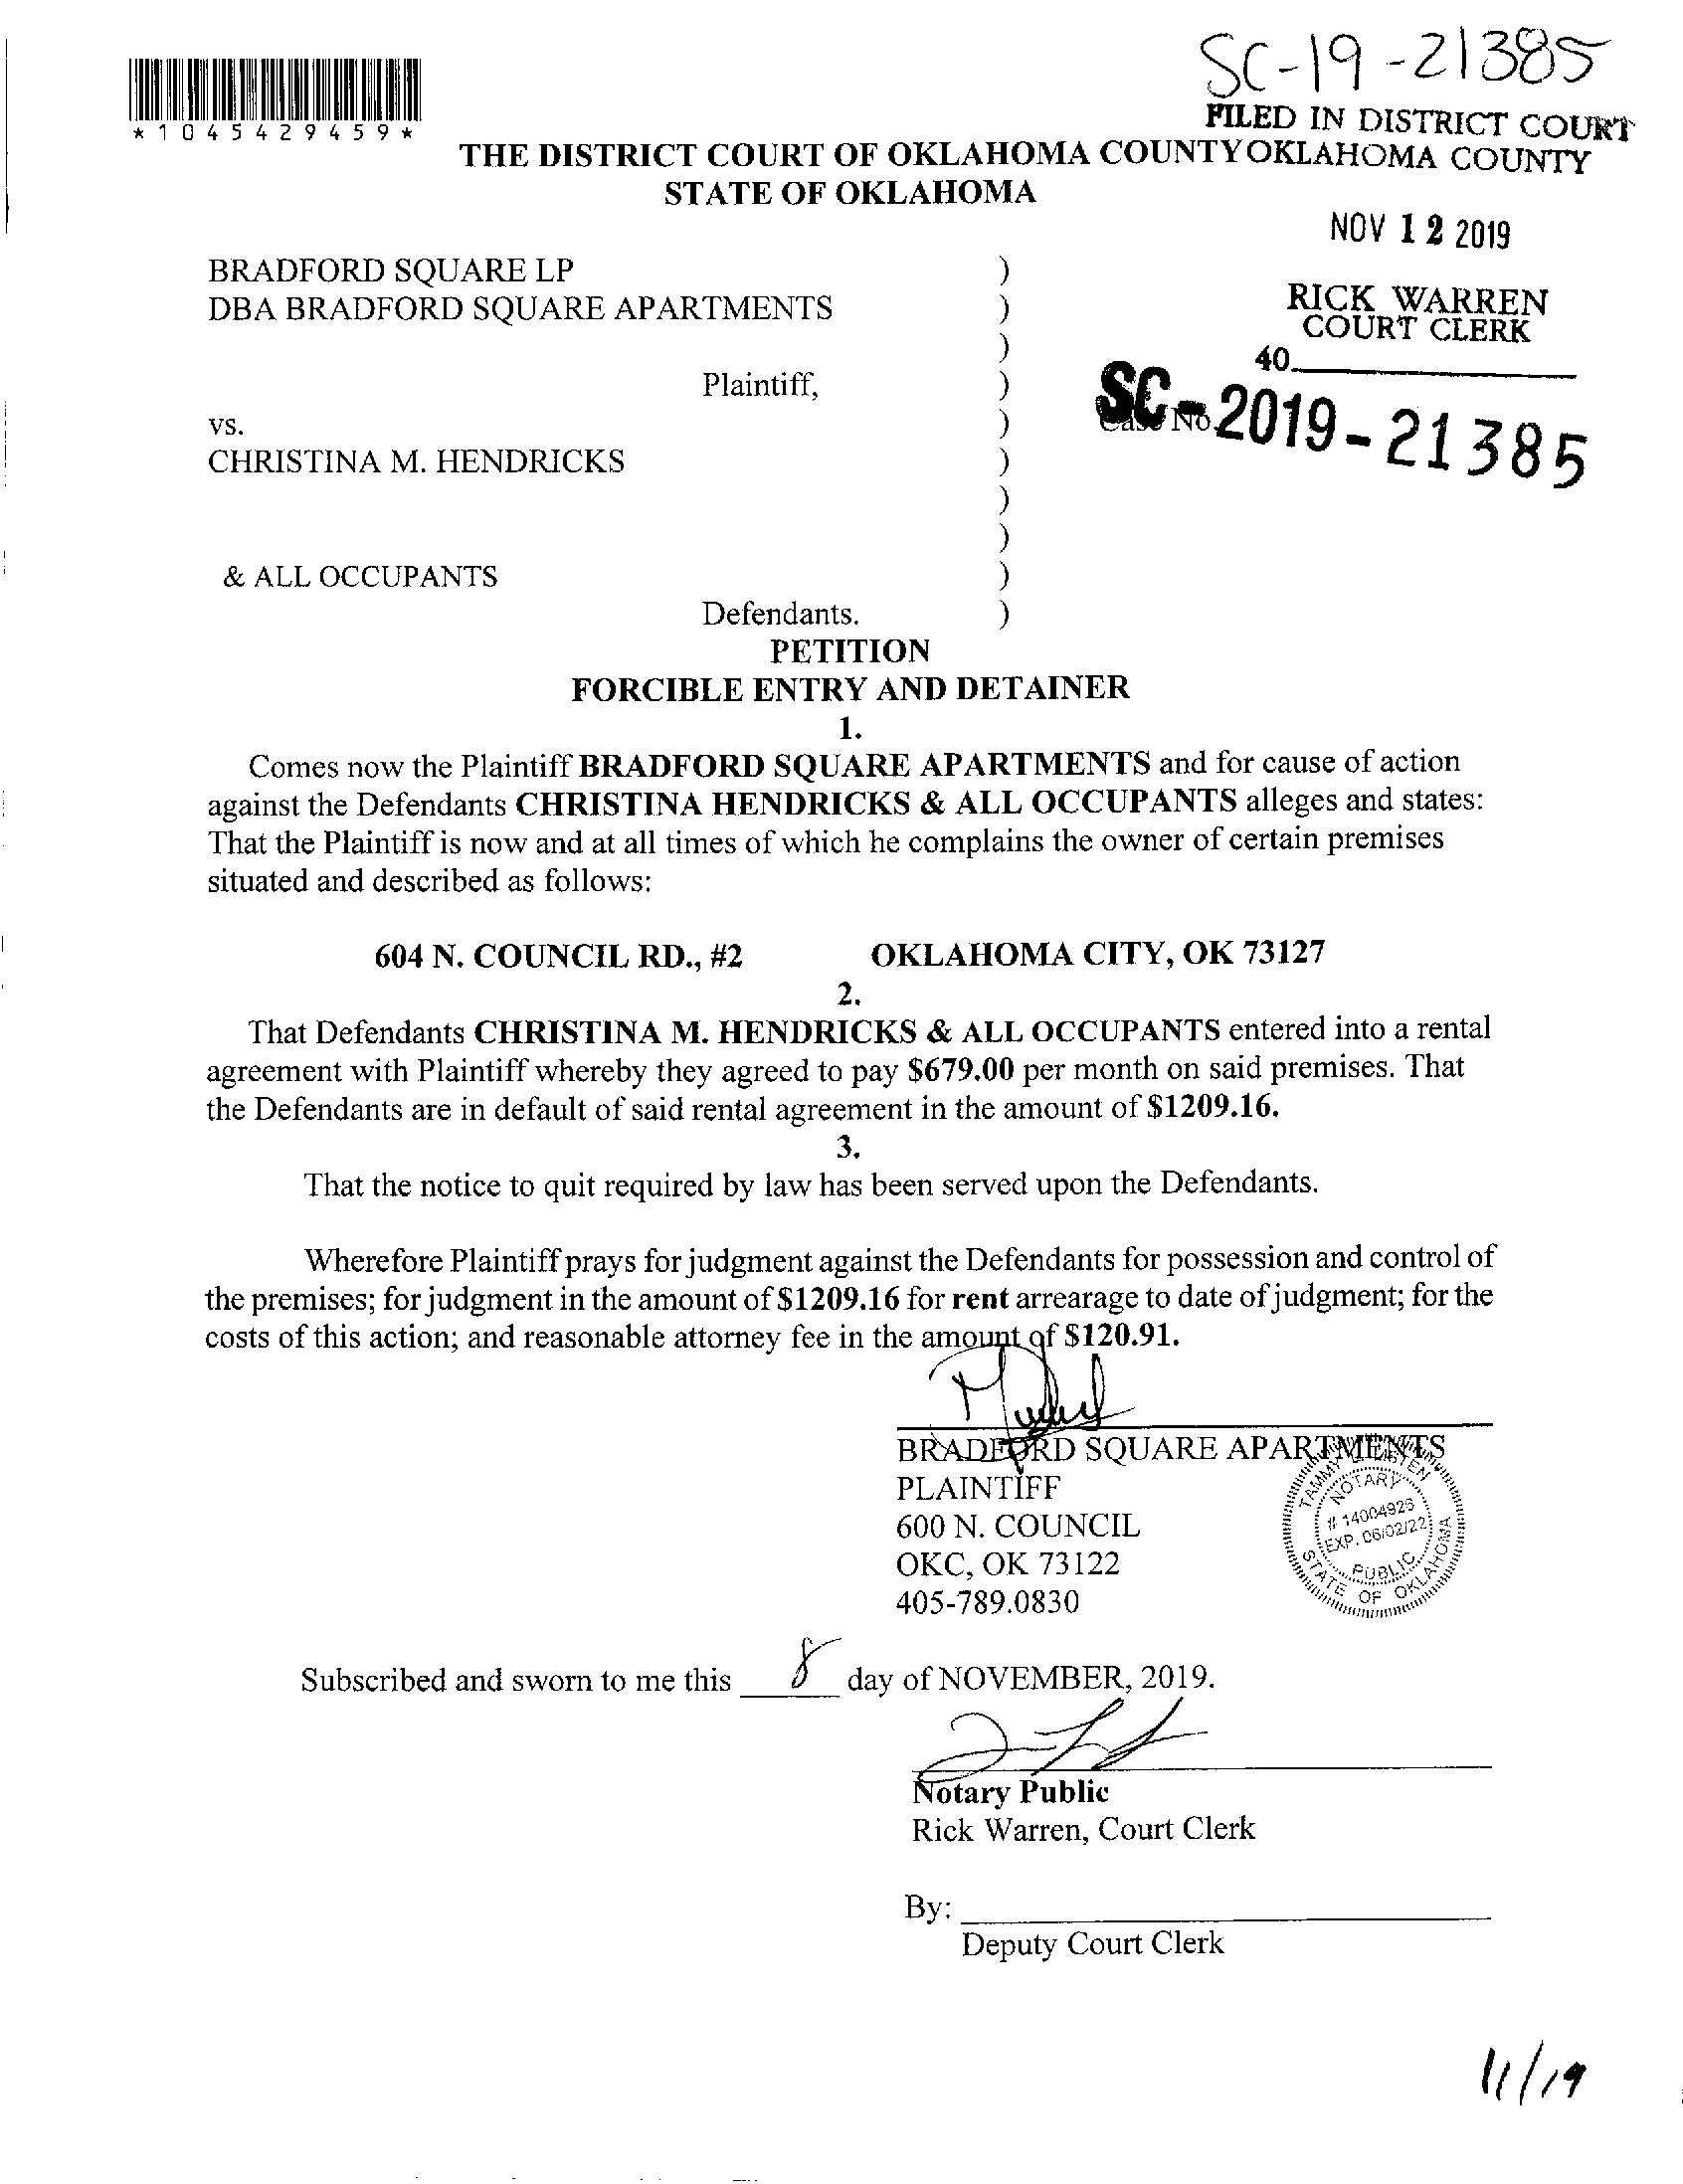 SC-19-21385
*1045429459*
FILED IN DISTRICT COURT
THE DISTRICT COURT OF OKLAHOMA COUNTY OKLAHOMA COUNTY
STATE OF OKLAHOMA
NOV 12 2019
BRADFORD SQUARE LP )
DBA BRADFORD SQUARE APARTMENTS )
RICK WARREN
COURT CLERK
)
40
Plaintiff, )
SC-2019-21385
Case No.
vs. )
CHRISTINA M. HENDRICKS )
)
)
& ALL OCCUPANTS )
Defendants. )
PETITION
FORCIBLE ENTRY AND DETAINER
1.
Comes now the Plaintiff BRADFORD SQUARE APARTMENTS and for cause of action
against the Defendants CHRISTINA HENDRICKS & ALL OCCUPANTS alleges and states:
That the Plaintiff is now and at all times of which he complains the owner of certain premises
situated and described as follows:
604 N. COUNCIL RD., #2 OKLAHOMA CITY, OK 73127
2.
That Defendants CHRISTINA M. HENDRICKS & ALL OCCUPANTS entered into a rental
agreement with Plaintiff whereby they agreed to pay $679.00 per month on said premises. That
the Defendants are in default of said rental agreement in the amount of $1209.16.
3.
That the notice to quit required by law has been served upon the Defendants.
Wherefore Plaintiff prays for judgment against the Defendants for possession and control of
the premises; for judgment in the amount of $1209.16 for rent arrearage to date of judgment; for the
costs of this action; and reasonable attorney fee in the amount of $120.91.
BRADFORD SQUARE APARTMENTS
PLAINTIFF
600 N. COUNCIL
OKC, OK 73122
405-789.0830
TAMMY
NOTARY
# 14004926
EXP. 06/02/22
PUBLIC
STATE OF OKLAHOMA
Subscribed and sworn to me this 8 day of NOVEMBER, 2019.
Notary Public
Rick Warren, Court Clerk
By:
Deputy Court Clerk
11/19